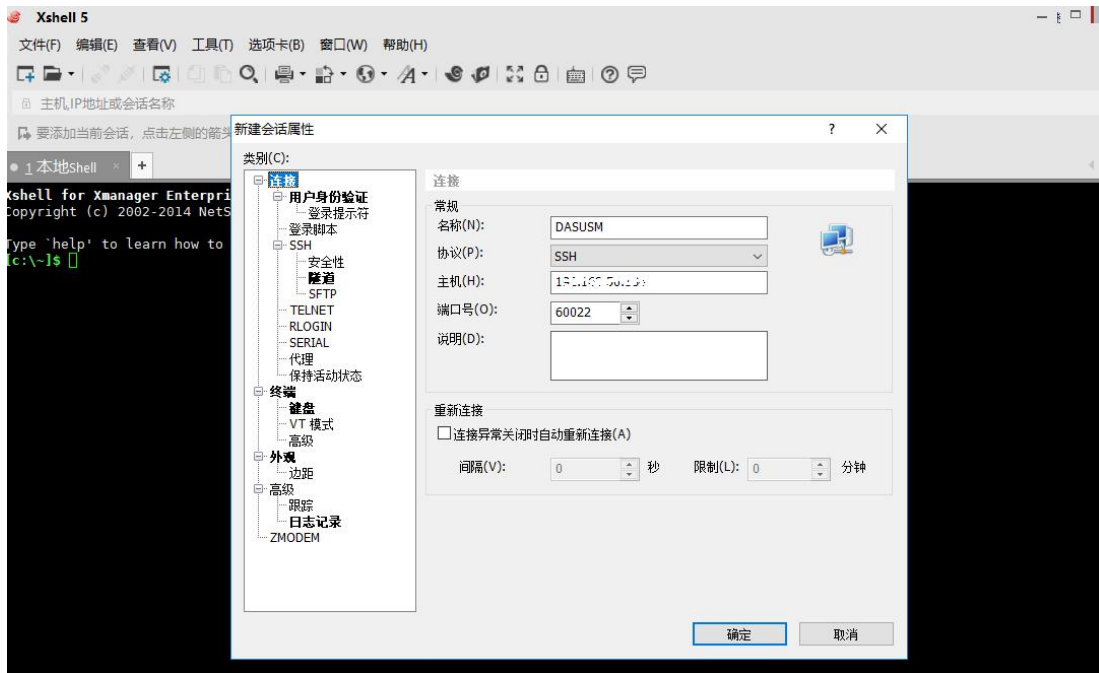 Xshell 5
文件(F) 编辑(E) 查看(V) 工具(T) 选项卡(B) 窗口(W) 帮助(H)
主机,IP地址或会话名称
要添加当前会话, 点击左侧的箭头
1 本地Shell × +
Xshell for Xmanager Enterpri
Copyright (c) 2002-2014 NetS
Type `help' to learn how to
[c:\~]$
新建会话属性 ? ×
类别(C):
连接
用户身份验证
登录提示符
登录脚本
SSH
安全性
隧道
SFTP
TELNET
RLOGIN
SERIAL
代理
保持活动状态
终端
键盘
VT 模式
高级
外观
边距
高级
跟踪
日志记录
ZMODEM
连接
常规
名称(N): DASUSM
协议(P): SSH
主机(H):
端口号(O): 60022
说明(D):
重新连接
连接异常关闭时自动重新连接(A)
间隔(V): 0 秒 限制(L): 0 分钟
确定 取消